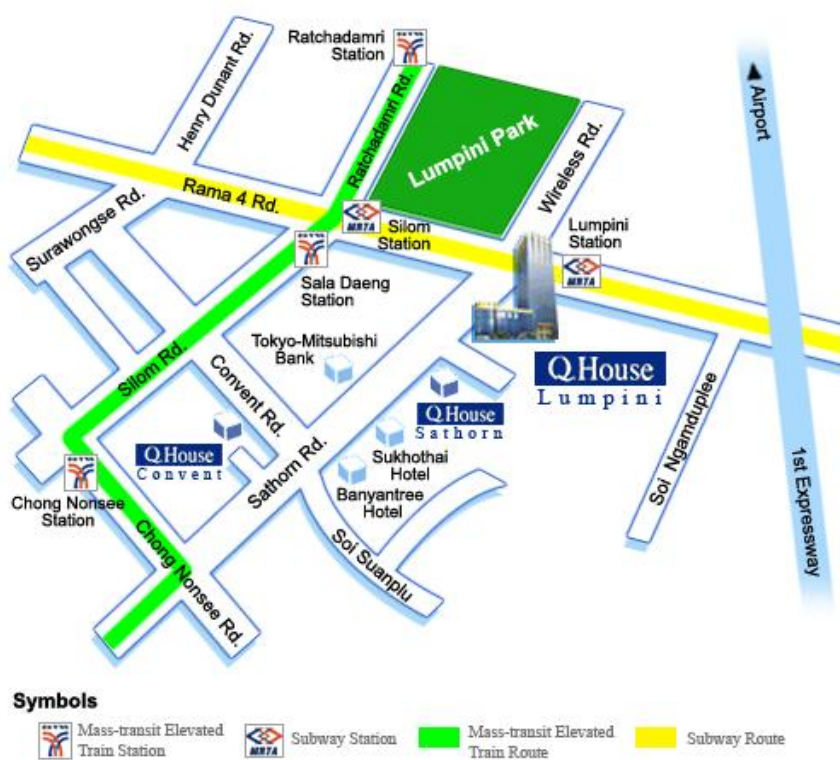 Ratchadamri
Station
Henry Dunant Rd.
Ratchadamri Rd.
Lumpini Park
Wireless Rd.
Airport
Rama 4 Rd.
Surawongse Rd.
MRTA
Silom
Station
Lumpini
Station
MRTA
Sala Daeng
Station
Tokyo-Mitsubishi
Bank
Silom Rd.
Convent Rd.
Q.House
Lumpini
Q.House
Sathorn
Q.House
Convent
Sathorn Rd.
Sukhothai
Hotel
Banyantree
Hotel
Soi Ngamduplee
1st Expressway
Chong Nonsee
Station
Chong Nonsee Rd.
Soi Suanplu
Symbols
Mass-transit Elevated
Train Station
MRTA
Subway Station
Mass-transit Elevated
Train Route
Subway Route